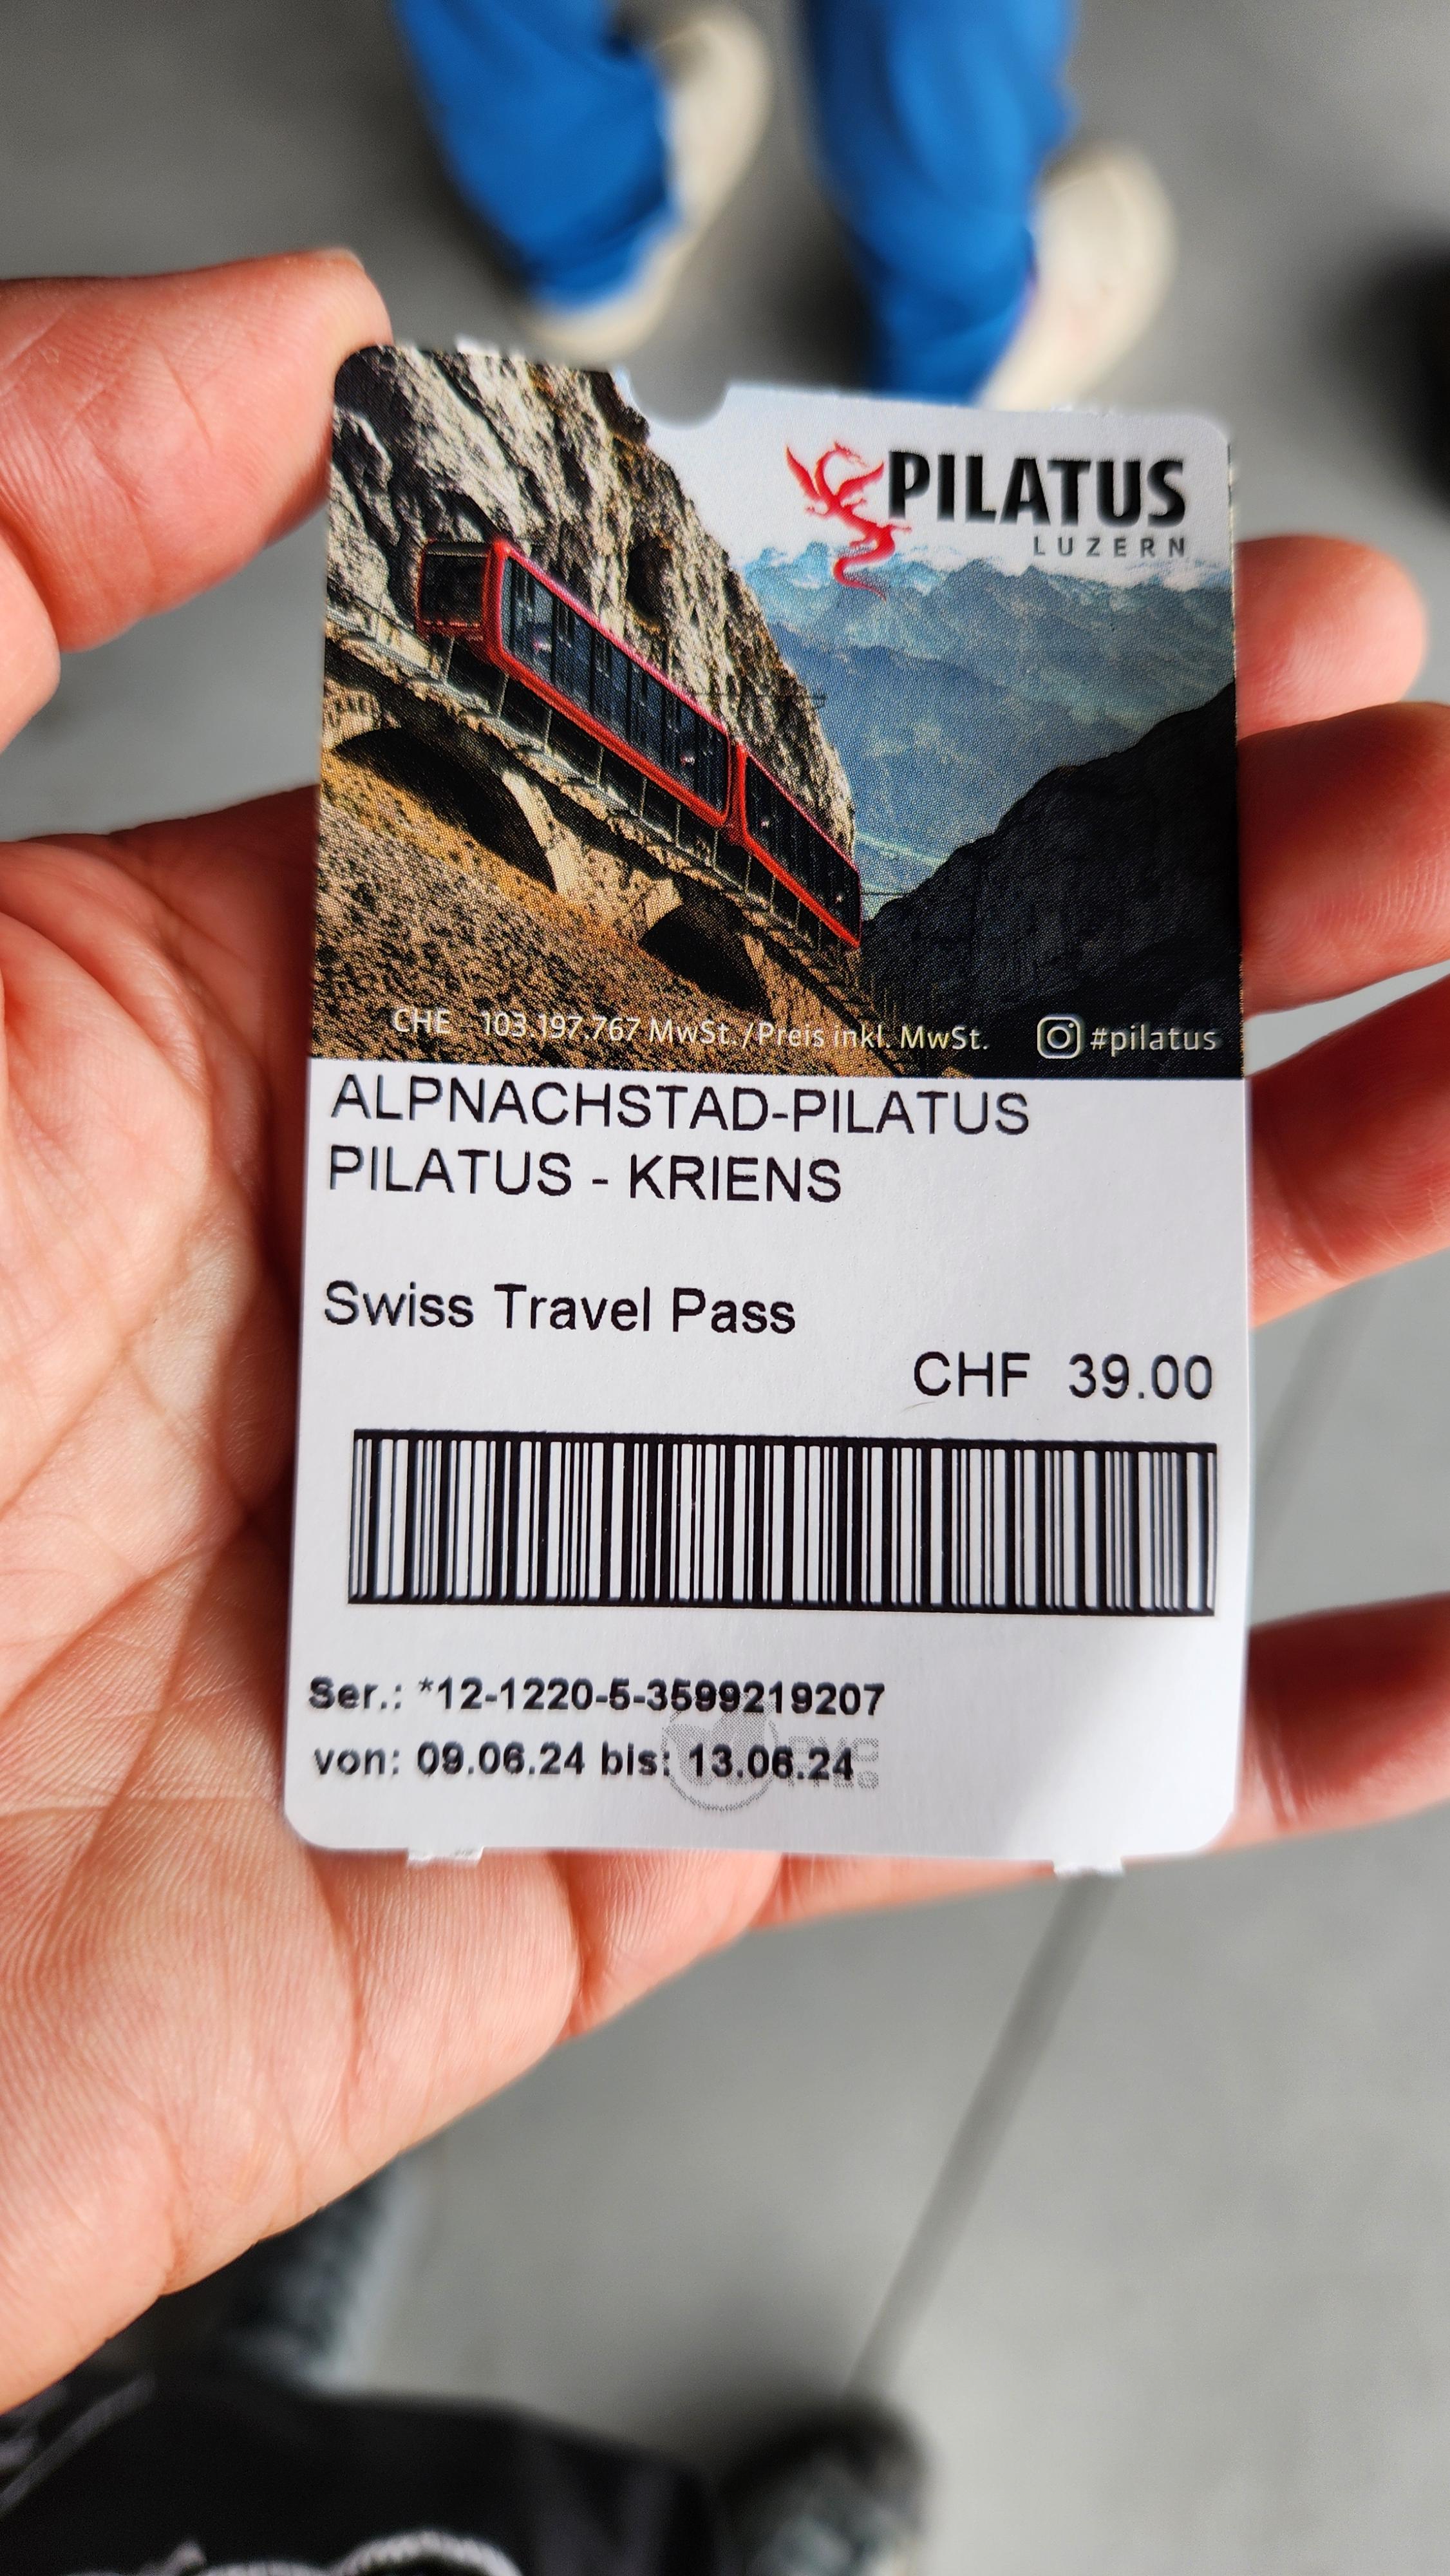 PILATUS
LUZERN
CHE - 103.197.767 MwSt./Preis inkl. MwSt.
#pilatus
ALPNACHSTAD-PILATUS
PILATUS - KRIENS
Swiss Travel Pass
CHF 39.00
Ser.: *12-1220-5-3599219207
von: 09.06.24 bis: 13.06.24